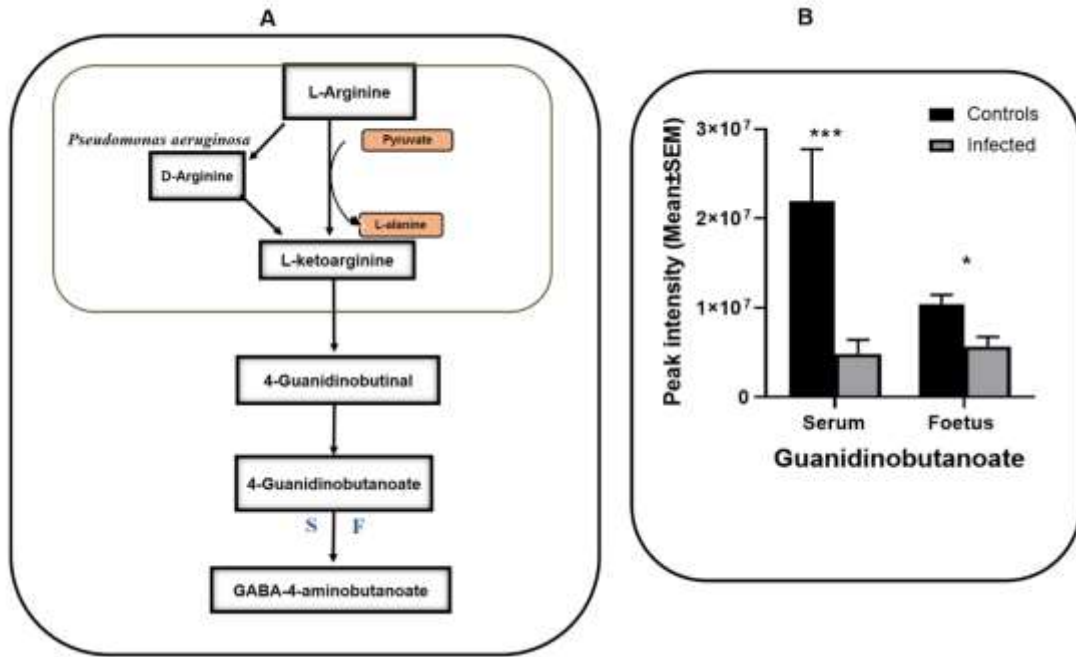 A
L-Arginine
Pseudomonas aeruginosa
Pyruvate
D-Arginine
L-alanine
L-ketoarginine
4-Guanidinobutinal
4-Guanidinobutanoate
S F
GABA-4-aminobutanoate
B
Controls
Infected
Peak intensity (Mean±SEM)
3×10⁷
2×10⁷
1×10⁷
0
***
*
Serum Foetus
Guanidinobutanoate